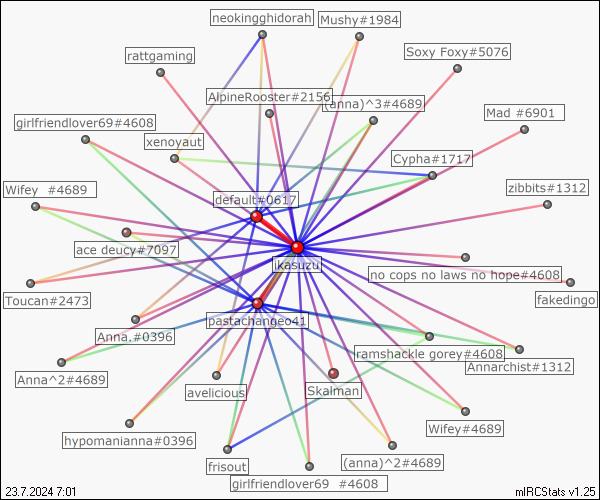 neokingghidorah
Mushy#1984
rattgaming
Soxy Foxy#5076
AlpineRooster#2156
(anna)^3#4689
Mad #6901
girlfriendlover69#4608
xenoyaut
Cypha#1717
Wifey #4689
default#0617
zibbits#1312
ace deucy#7097
ikasuzu
no cops no laws no hope#4608
Toucan#2473
fakedingo
pastachangeo41
Anna,#0396
ramshackle gorey#4608
Annarchist#1312
Anna^2#4689
avelicious
Skalman
Wifey#4689
hypomanianna#0396
frisout
(anna)^2#4689
girlfriendlover69 #4608
23.7.2024 7:01
mIRCStats v1.25